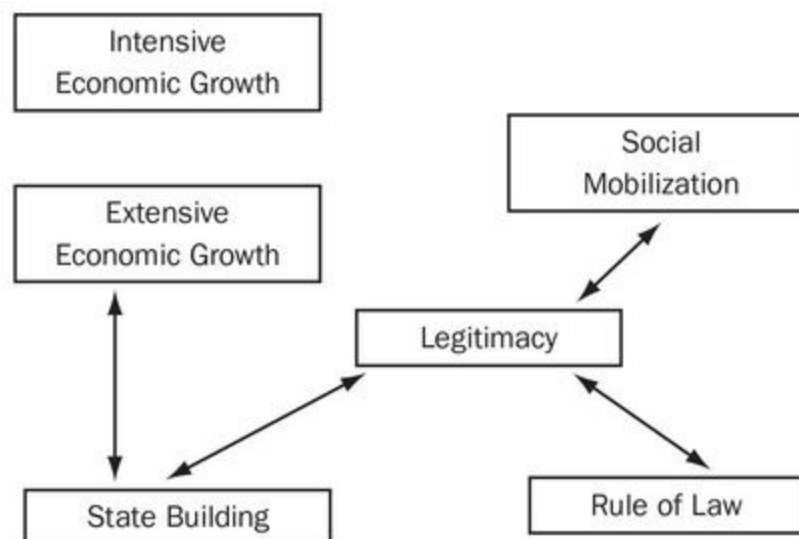 Intensive
Economic Growth
Social
Mobilization
Extensive
Economic Growth
Legitimacy
State Building
Rule of Law